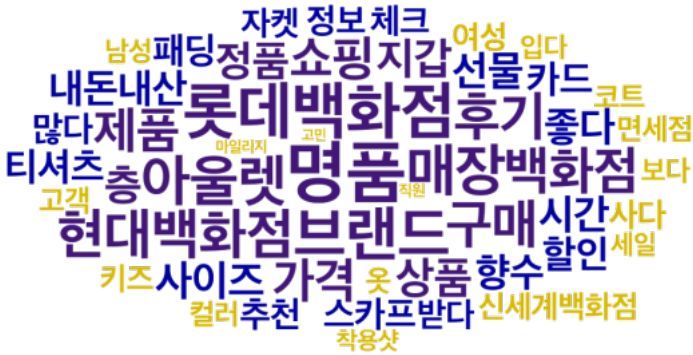 자켓 정보 체크
남성 패딩 정품 쇼핑 지갑 여성 입다
내돈내산 롯데백화점 후기 선물 카드 코트
많다 제품 마일리지 고민 좋다 면세점
티셔츠 층 아울렛 명품 매장 백화점 보다
고객 직원
현대백화점 브랜드 구매 시간 사다
할인 세일
키즈 사이즈 가격 옷 상품 향수
컬러 추천 스카프 받다 신세계백화점
착용샷